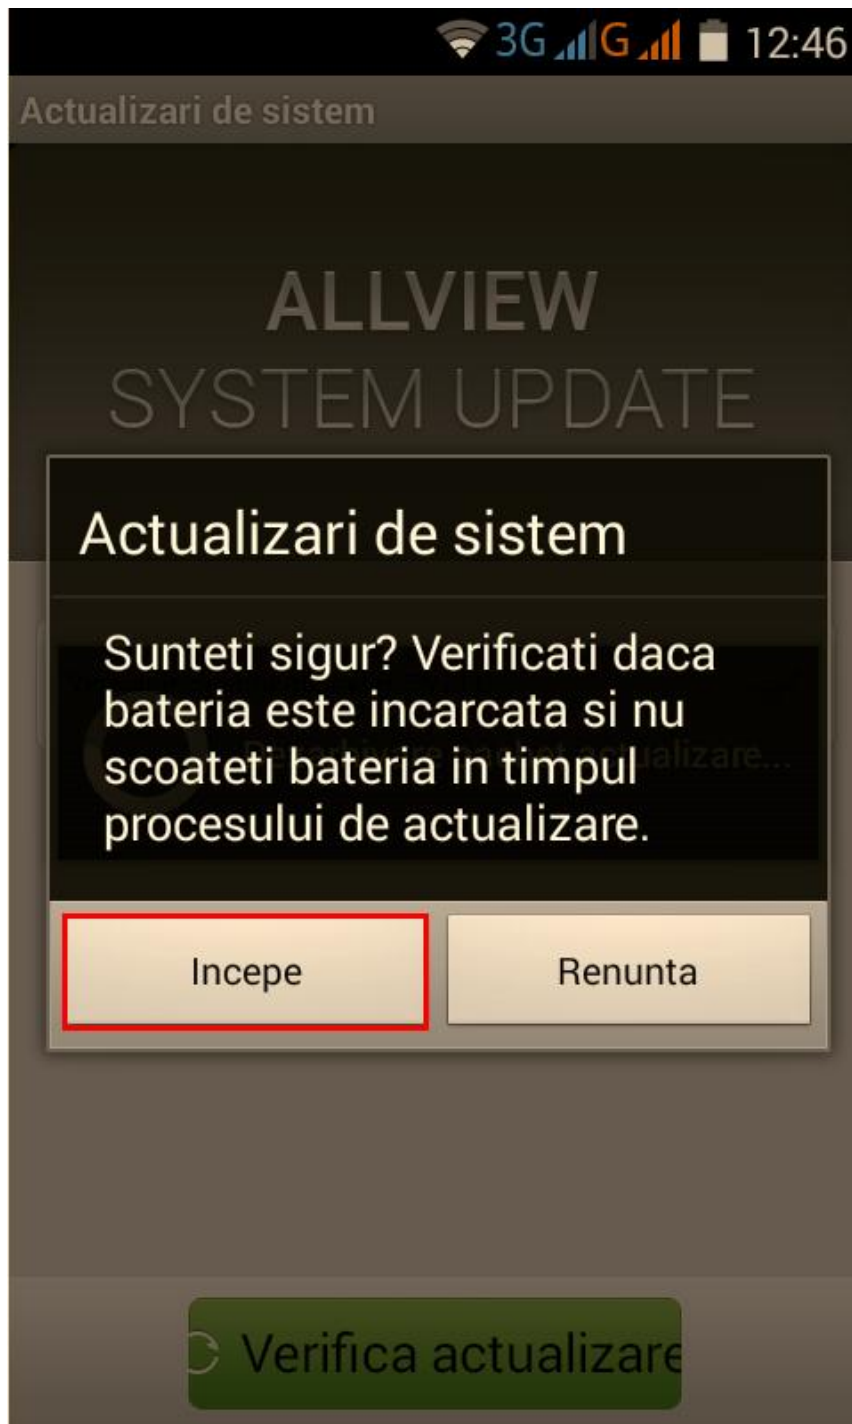 3G G 12:46
Actualizari de sistem
ALLVIEW
SYSTEM UPDATE
Actualizari de sistem
Sunteti sigur? Verificati daca
bateria este incarcata si nu
scoateti bateria in timpul
procesului de actualizare.
Incepe Renunta
Verifica actualizare